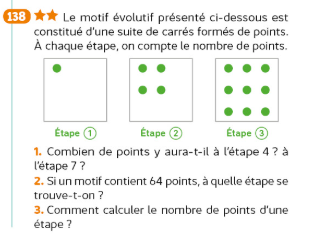 138 ★★ Le motif évolutif présenté ci-dessous est
constitué d'une suite de carrés formés de points.
À chaque étape, on compte le nombre de points.
Étape 1 Étape 2 Étape 3
1. Combien de points y aura-t-il à l'étape 4 ? à
l'étape 7 ?
2. Si un motif contient 64 points, à quelle étape se
trouve-t-on ?
3. Comment calculer le nombre de points d'une
étape ?